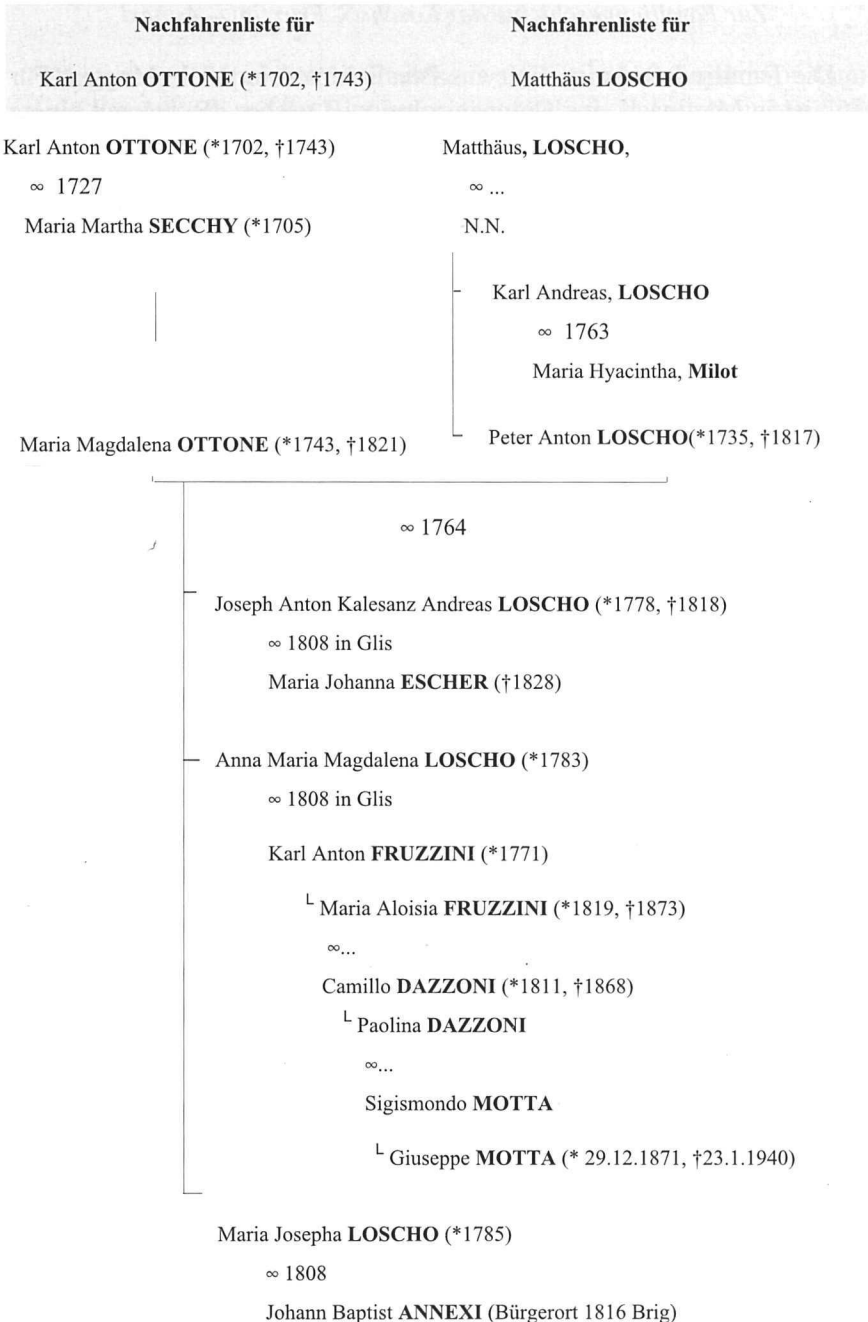 Nachfahrenliste für
Karl Anton OTTONE (*1702, †1743)
Nachfahrenliste für
Matthäus LOSCHO
Karl Anton OTTONE (*1702, †1743)
∞ 1727
Maria Martha SECCHY (*1705)
Maria Magdalena OTTONE (*1743, †1821)
Matthäus, LOSCHO,
∞ ...
N.N.
Karl Andreas, LOSCHO
∞ 1763
Maria Hyacintha, Milot
Peter Anton LOSCHO(*1735, †1817)
∞ 1764
Joseph Anton Kalesanz Andreas LOSCHO (*1778, †1818)
∞ 1808 in Glis
Maria Johanna ESCHER (†1828)
Anna Maria Magdalena LOSCHO (*1783)
∞ 1808 in Glis
Karl Anton FRUZZINI (*1771)
Maria Aloisia FRUZZINI (*1819, †1873)
∞...
Camillo DAZZONI (*1811, †1868)
Paolina DAZZONI
∞...
Sigismondo MOTTA
Giuseppe MOTTA (* 29.12.1871, †23.1.1940)
Maria Josepha LOSCHO (*1785)
∞ 1808
Johann Baptist ANNEXI (Bürgerort 1816 Brig)